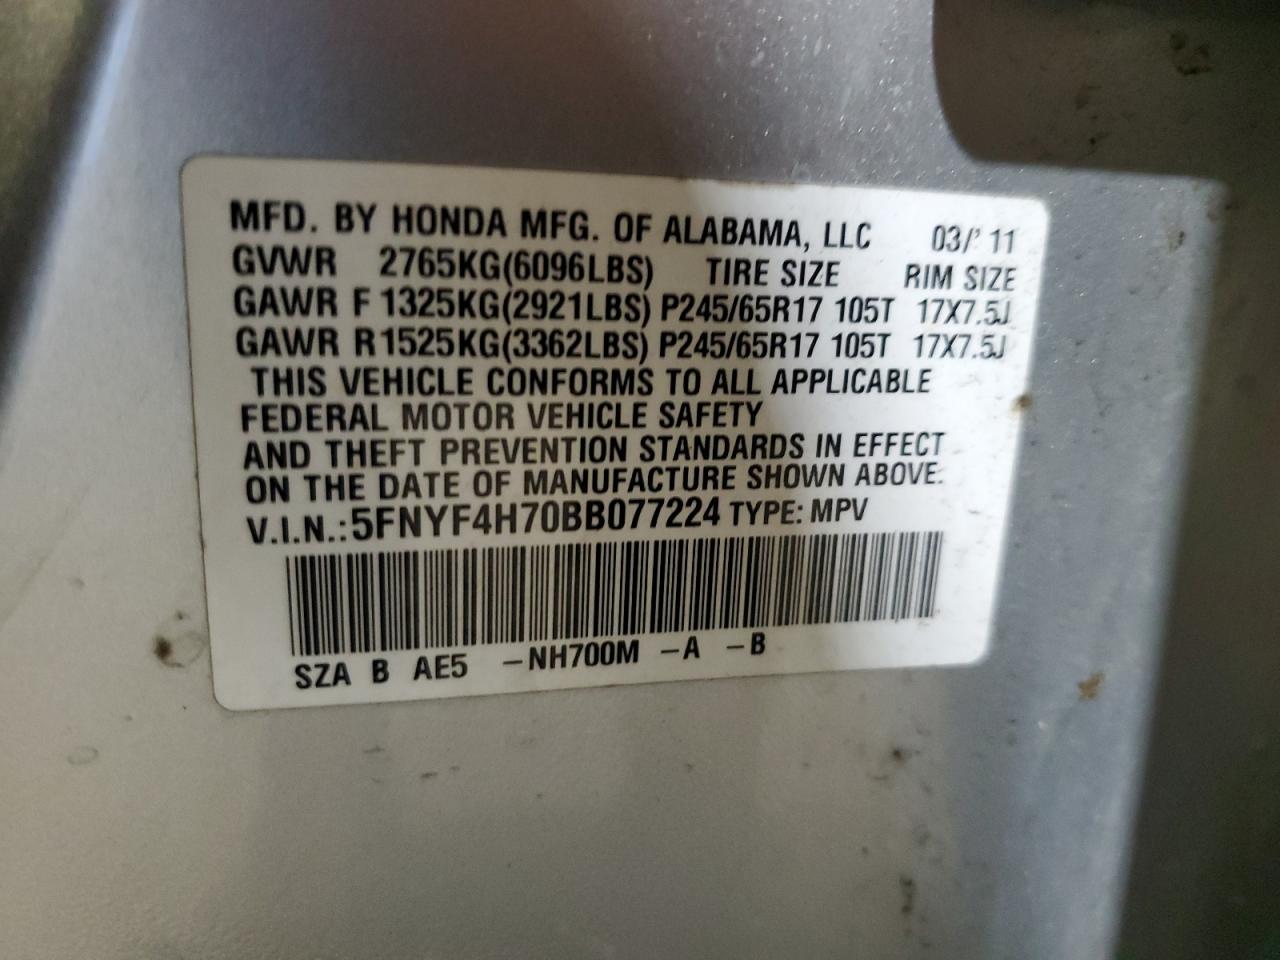 MFD. BY HONDA MFG. OF ALABAMA, LLC 03/' 11
GVWR 2765KG(6096LBS) TIRE SIZE RIM SIZE
GAWR F 1325KG(2921LBS) P245/65R17 105T 17X7.5J
GAWR R 1525KG(3362LBS) P245/65R17 105T 17X7.5J
THIS VEHICLE CONFORMS TO ALL APPLICABLE
FEDERAL MOTOR VEHICLE SAFETY
AND THEFT PREVENTION STANDARDS IN EFFECT
ON THE DATE OF MANUFACTURE SHOWN ABOVE.
V.I.N.:5FNYF4H70BB077224 TYPE: MPV
SZA B AE5 -NH700M -A -B